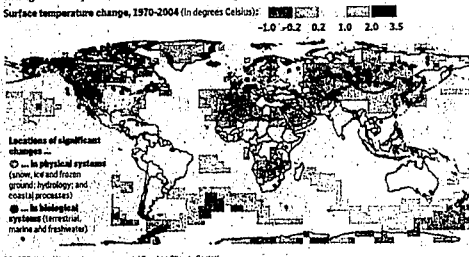 Surface temperature change, 1970-2004 (in degrees Celsius):
-1.0 -0.2 0.2 1.0 2.0 3.5
Locations of significant
changes ...
... in physical systems
(snow, ice and frozen
ground; hydrology; and
coastal processes)
... in biological
systems (terrestrial,
marine and freshwater)